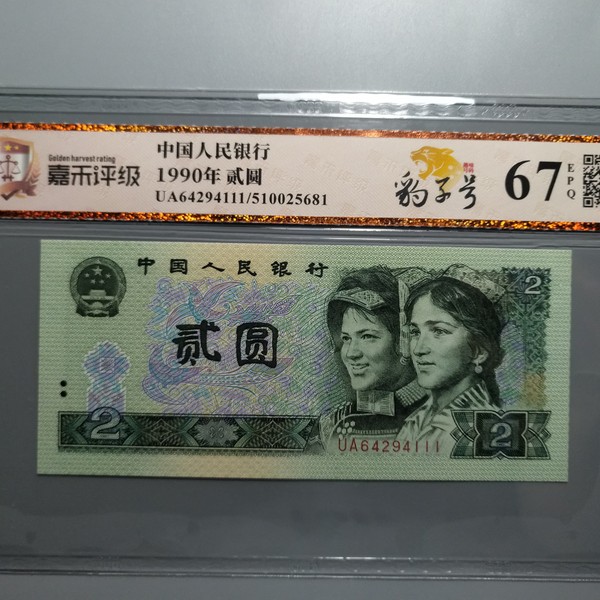 Golden harvest rating
嘉禾评级
中国人民银行
1990年 贰圆
UA64294111/510025681
豹子号
67
EPQ
中国人民银行
2
贰圆
2
UA64294111
2